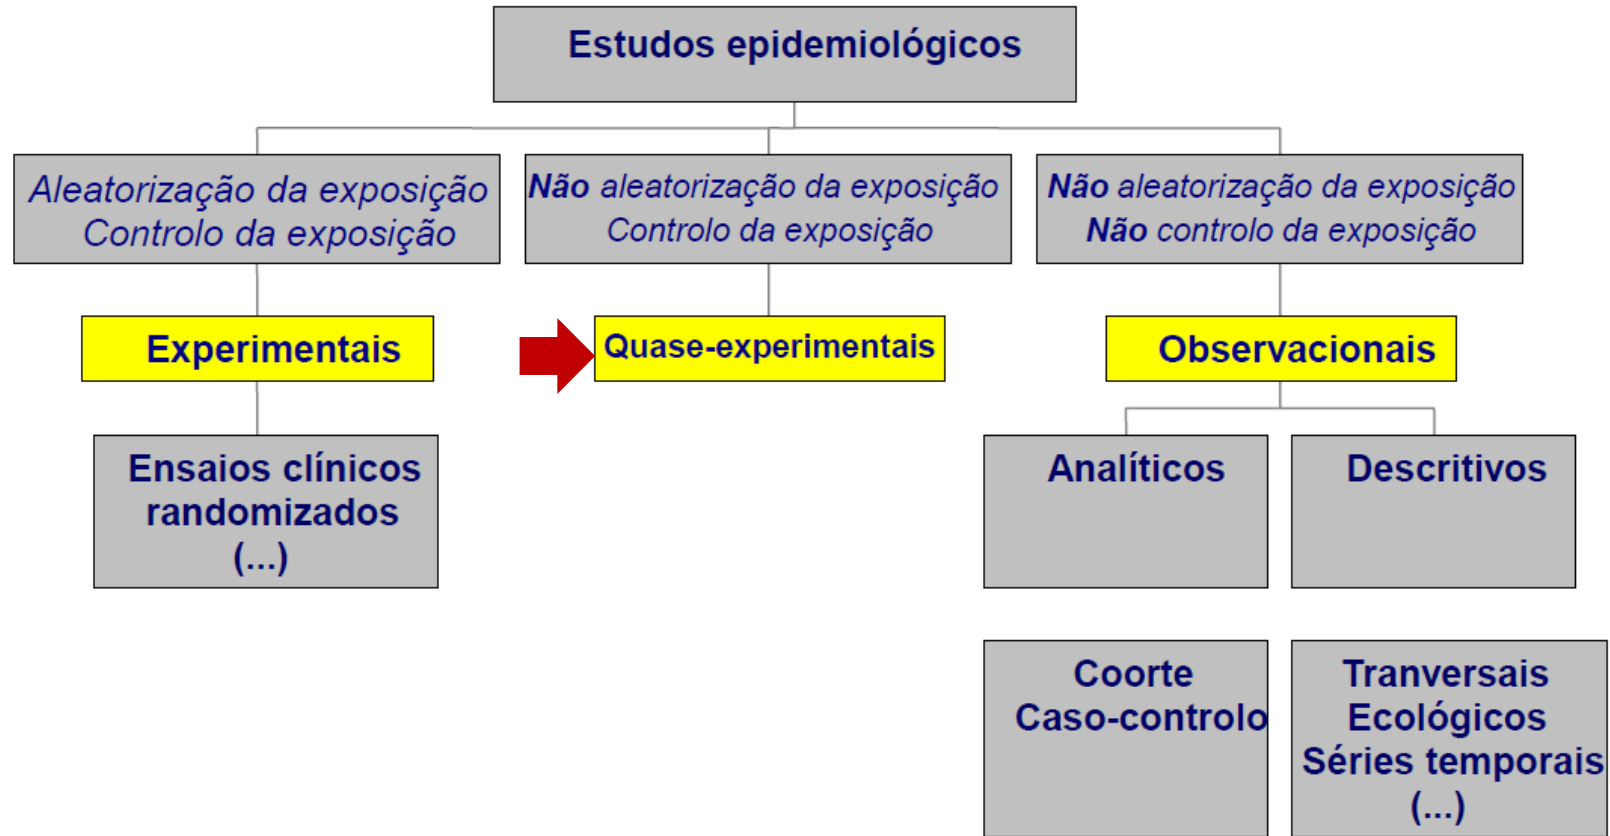 Estudos epidemiológicos
Aleatorização da exposição
Controlo da exposição
Não aleatorização da exposição
Controlo da exposição
Não aleatorização da exposição
Não controlo da exposição
Experimentais
Quase-experimentais
Observacionais
Ensaios clínicos
randomizados
(...)
Analíticos
Descritivos
Coorte
Caso-controlo
Tranversais
Ecológicos
Séries temporais
(...)